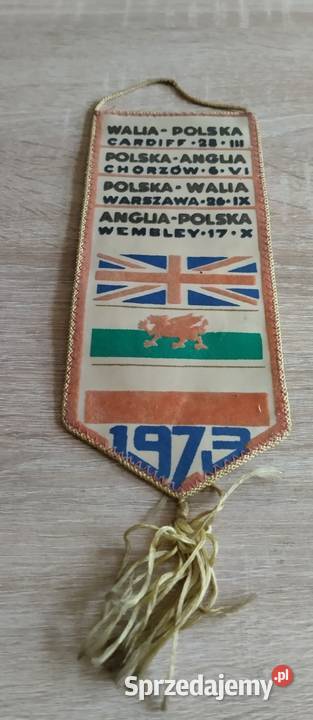 WALIA-POLSKA
CARDIFF·28·III
POLSKA·ANGLIA
CHORZÓW·6·VI
POLSKA·WALIA
WARSZAWA·26·IX
ANGLIA-POLSKA
WEMBLEY·17·X
1973
Sprzedajemy.pl